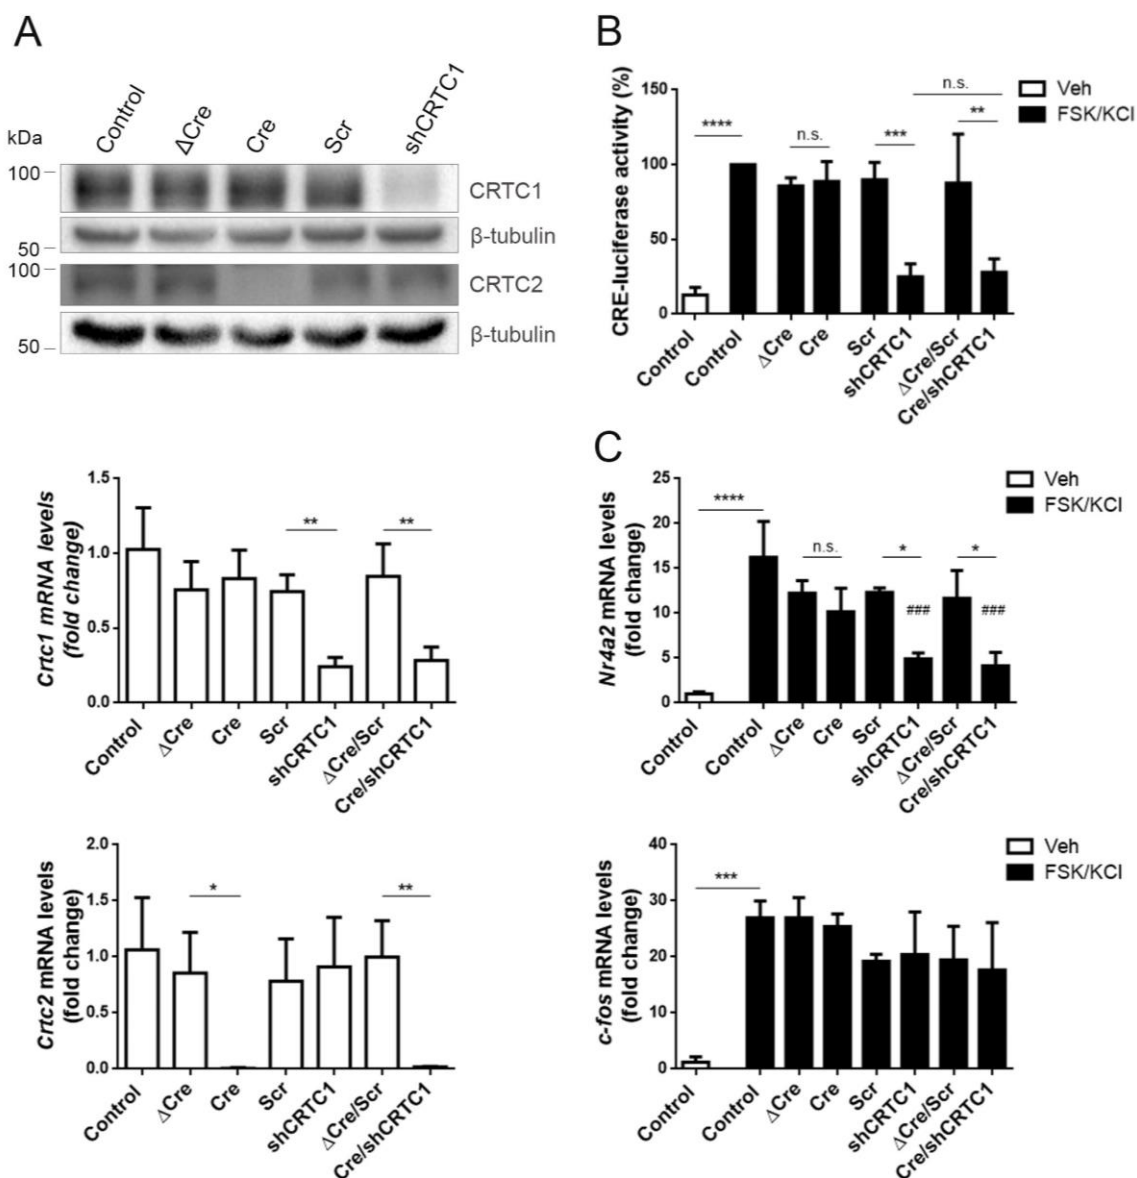 A
Control
ΔCre
Cre
Scr
shCRTC1
kDa
100
CRTC1
β-tubulin
50
100
CRTC2
β-tubulin
50
B
CRE-luciferase activity (%)
150
100
50
0
****
n.s.
***
n.s.
**
Veh
FSK/KCl
Control
Control
ΔCre
Cre
Scr
shCRTC1
ΔCre/Scr
Cre/shCRTC1
Crtc1 mRNA levels
(fold change)
1.5
1.0
0.5
0.0
**
**
Control
ΔCre
Cre
Scr
shCRTC1
ΔCre/Scr
Cre/shCRTC1
C
Nr4a2 mRNA levels
(fold change)
25
20
15
10
5
0
****
n.s.
*
*
###
###
Veh
FSK/KCl
Control
Control
ΔCre
Cre
Scr
shCRTC1
ΔCre/Scr
Cre/shCRTC1
Crtc2 mRNA levels
(fold change)
2.0
1.5
1.0
0.5
0.0
*
**
Control
ΔCre
Cre
Scr
shCRTC1
ΔCre/Scr
Cre/shCRTC1
c-fos mRNA levels
(fold change)
40
30
20
10
0
***
Veh
FSK/KCl
Control
Control
ΔCre
Cre
Scr
shCRTC1
ΔCre/Scr
Cre/shCRTC1